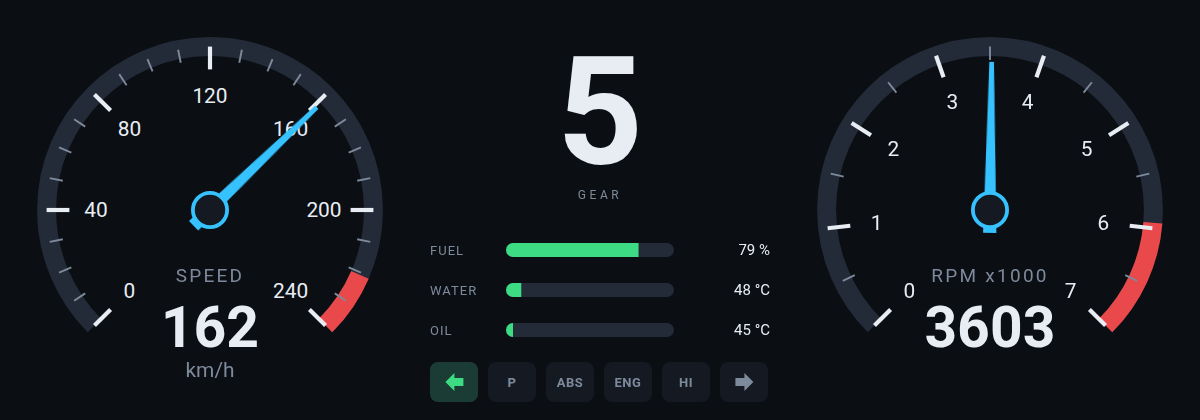 0
40
80
120
160
200
240
SPEED
162
km/h
5
GEAR
FUEL 79 %
WATER 48 °C
OIL 45 °C
P ABS ENG HI
0
1
2
3
4
5
6
7
RPM x1000
3603